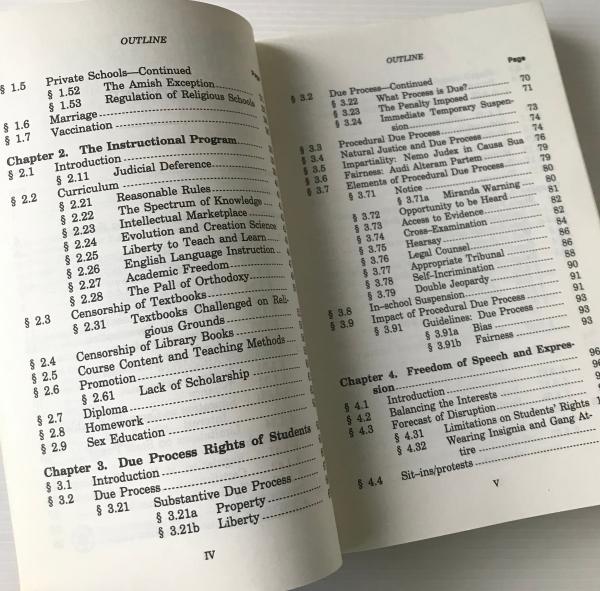 OUTLINE
§ 1.5 Private Schools—Continued
§ 1.52 The Amish Exception
§ 1.53 Regulation of Religious Schools
§ 1.6 Marriage
§ 1.7 Vaccination
Chapter 2. The Instructional Program
§ 2.1 Introduction
§ 2.11 Judicial Deference
§ 2.2 Curriculum
§ 2.21 Reasonable Rules
§ 2.22 The Spectrum of Knowledge
§ 2.23 Intellectual Marketplace
§ 2.24 Evolution and Creation Science
§ 2.25 Liberty to Teach and Learn
§ 2.26 English Language Instruction
§ 2.27 Academic Freedom
§ 2.28 The Pall of Orthodoxy
§ 2.3 Censorship of Textbooks
§ 2.31 Textbooks Challenged on Reli-
gious Grounds
§ 2.4 Censorship of Library Books
§ 2.5 Course Content and Teaching Methods
§ 2.6 Promotion
§ 2.61 Lack of Scholarship
§ 2.7 Diploma
§ 2.8 Homework
§ 2.9 Sex Education
Chapter 3. Due Process Rights of Students
§ 3.1 Introduction
§ 3.2 Due Process
§ 3.21 Substantive Due Process
§ 3.21a Property
§ 3.21b Liberty
IV
OUTLINE
Page
§ 3.2 Due Process—Continued
§ 3.22 What Process is Due? 70
§ 3.23 The Penalty Imposed 71
§ 3.24 Immediate Temporary Suspen-
sion 73
§ 3.3 Procedural Due Process 74
§ 3.4 Natural Justice and Due Process 74
§ 3.5 Impartiality: Nemo Judex in Causa Sua 76
§ 3.6 Fairness: Audi Alteram Partem 79
§ 3.7 Elements of Procedural Due Process 79
§ 3.71 Notice 80
§ 3.71a Miranda Warning 80
§ 3.72 Opportunity to be Heard 81
§ 3.73 Access to Evidence 82
§ 3.74 Cross-Examination 82
§ 3.75 Hearsay 84
§ 3.76 Legal Counsel 86
§ 3.77 Appropriate Tribunal 86
§ 3.78 Self-Incrimination 88
§ 3.79 Double Jeopardy 90
§ 3.8 In-school Suspension 91
§ 3.9 Impact of Procedural Due Process 91
§ 3.91 Guidelines: Due Process 93
§ 3.91a Bias 93
§ 3.91b Fairness 93
Chapter 4. Freedom of Speech and Expres-
sion 96
§ 4.1 Introduction 96
§ 4.2 Balancing the Interests
§ 4.3 Forecast of Disruption
§ 4.31 Limitations on Students' Rights
§ 4.32 Wearing Insignia and Gang At-
tire
§ 4.4 Sit-ins/protests
V